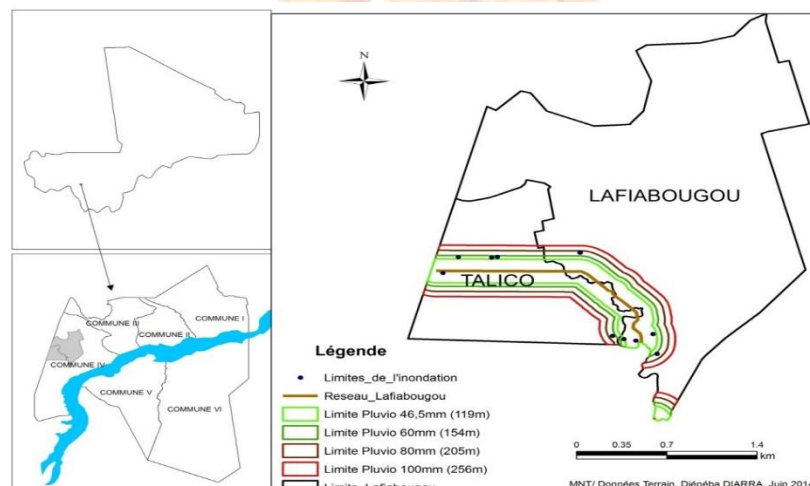 N
LAFIABOUGOU
TALICO
COMMUNE I
COMMUNE III
COMMUNE II
COMMUNE IV
COMMUNE V
COMMUNE VI
Légende
Limites_de_l'inondation
Reseau_Lafiabougou
Limite Pluvio 46,5mm (119m)
Limite Pluvio 60mm (154m)
Limite Pluvio 80mm (205m)
Limite Pluvio 100mm (256m)
Limite_Lafiabougou
0 0.35 0.7 1.4
km
MNT/ Données Terrain, Diénéba DIARRA, Juin